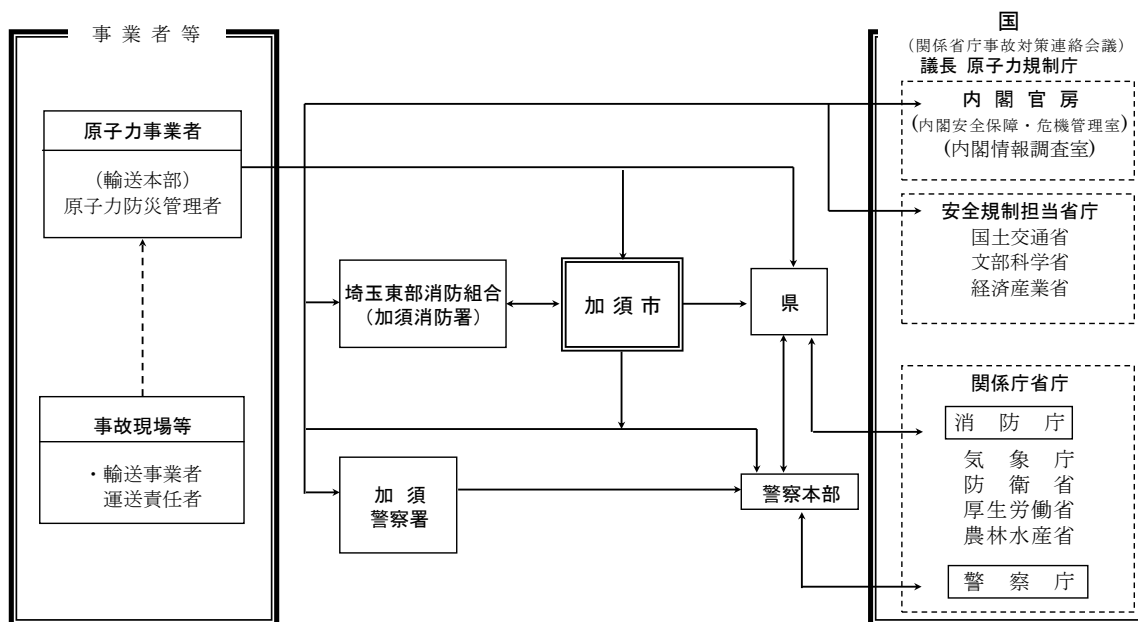 事 業 者 等
原子力事業者
（輸送本部）
原子力防災管理者
事故現場等
・輸送事業者
運送責任者
埼玉東部消防組合
（加須消防署）
加 須 市
県
加 須
警察署
警察本部
国
（関係省庁事故対策連絡会議）
議長 原子力規制庁
内 閣 官 房
(内閣安全保障・危機管理室)
(内閣情報調査室)
安全規制担当省庁
国土交通省
文部科学省
経済産業省
関係庁省庁
消 防 庁
気 象 庁
防 衛 省
厚生労働省
農林水産省
警 察 庁